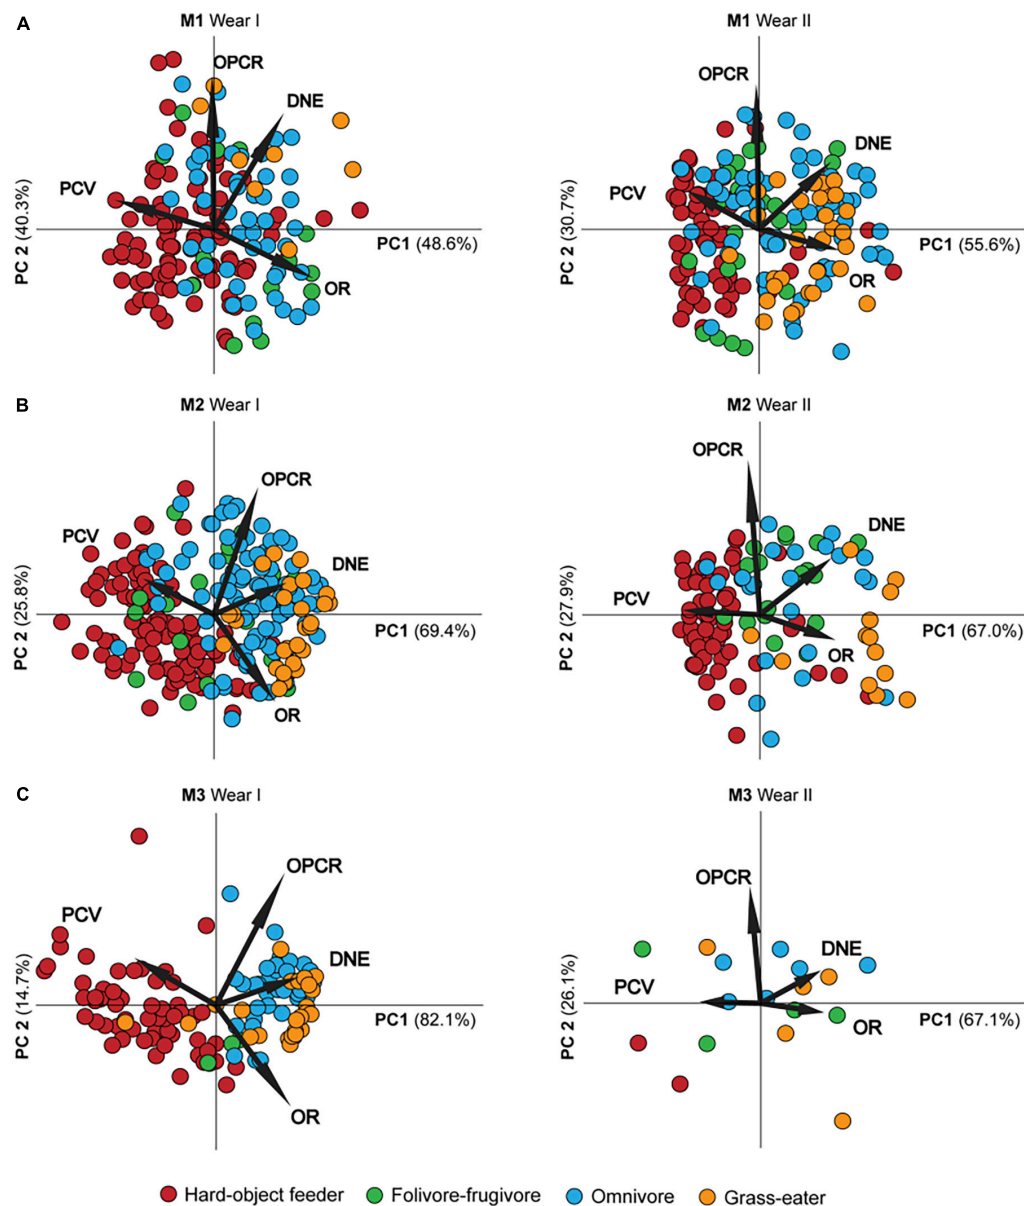 A
M1 Wear I
M1 Wear II
OPCR
DNE
PCV
OR
PC1 (48.6%)
PC 2 (40.3%)
OPCR
DNE
PCV
OR
PC1 (55.6%)
PC 2 (30.7%)
B
M2 Wear I
M2 Wear II
OPCR
DNE
PCV
OR
PC1 (69.4%)
PC 2 (25.8%)
OPCR
DNE
PCV
OR
PC1 (67.0%)
PC 2 (27.9%)
C
M3 Wear I
M3 Wear II
OPCR
DNE
PCV
OR
PC1 (82.1%)
PC 2 (14.7%)
OPCR
DNE
PCV
OR
PC1 (67.1%)
PC 2 (26.1%)
Hard-object feeder
Folivore-frugivore
Omnivore
Grass-eater